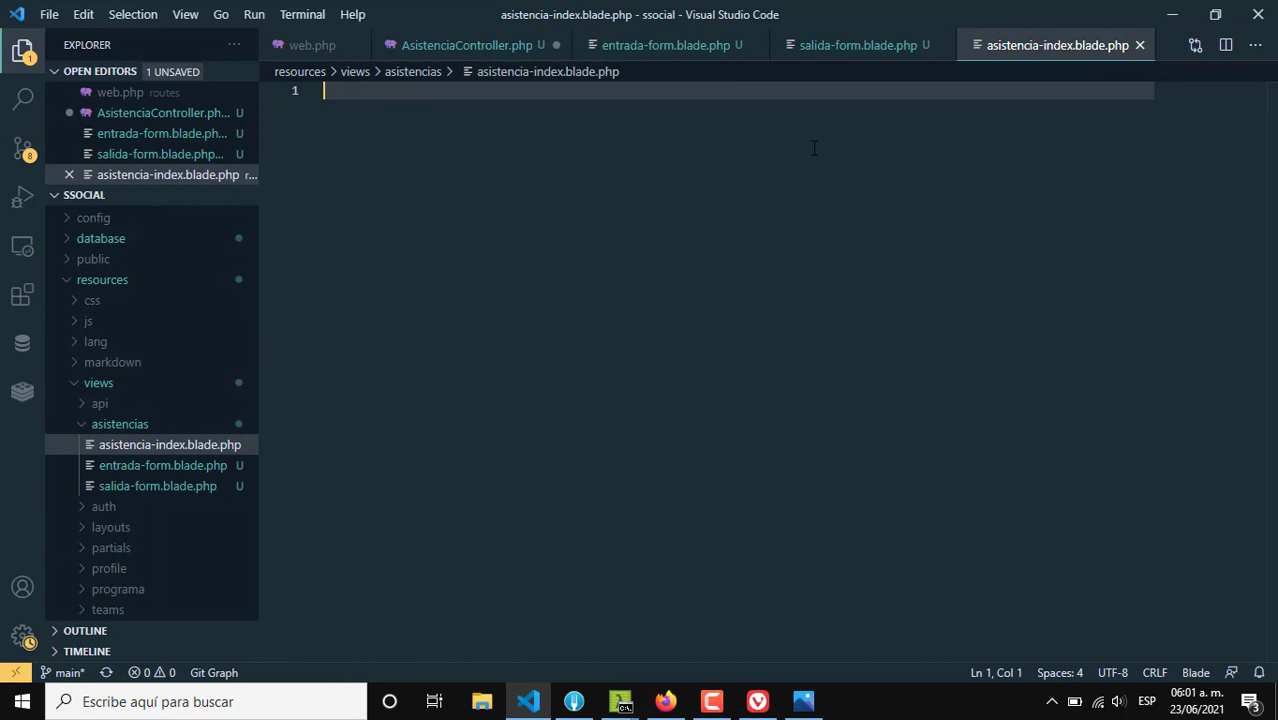 File Edit Selection View Go Run Terminal Help
asistencia-index.blade.php - ssocial - Visual Studio Code
EXPLORER
web.php
AsistenciaController.php U
entrada-form.blade.php U
salida-form.blade.php U
asistencia-index.blade.php
OPEN EDITORS 1 UNSAVED
resources > views > asistencias > asistencia-index.blade.php
1
web.php routes
AsistenciaController.ph... U
entrada-form.blade.ph... U
salida-form.blade.php... U
asistencia-index.blade.php r...
SSOCIAL
config
database
public
resources
css
js
lang
markdown
views
api
asistencias
asistencia-index.blade.php
entrada-form.blade.php U
salida-form.blade.php U
auth
layouts
partials
profile
programa
teams
OUTLINE
TIMELINE
1
8
main* 0 0 Git Graph
Ln 1, Col 1 Spaces: 4 UTF-8 CRLF Blade
Escribe aquí para buscar
C:\.
ESP
06:01 a. m.
23/06/2021
3